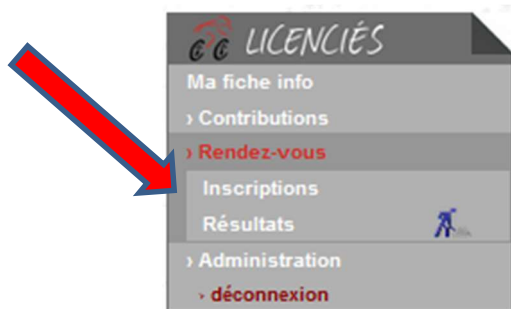 LICENCIÉS
Ma fiche info
› Contributions
› Rendez-vous
Inscriptions
Résultats
› Administration
› déconnexion